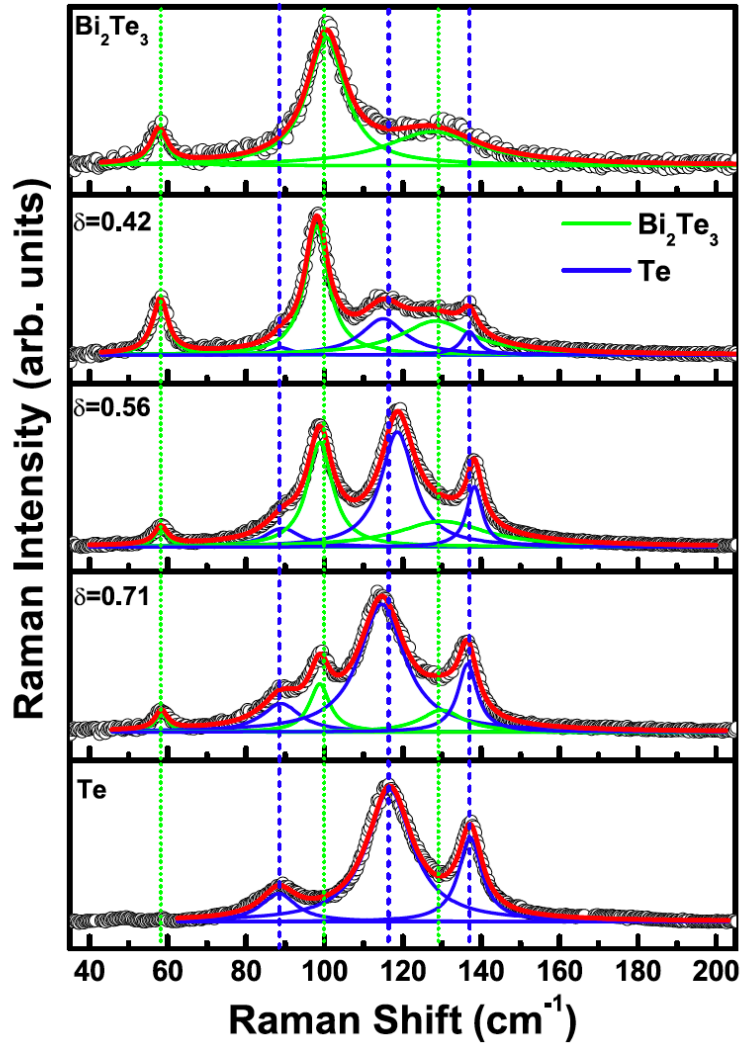 Bi₂Te₃
δ=0.42
Bi₂Te₃
Te
δ=0.56
δ=0.71
Te
Raman Intensity (arb. units)
40 60 80 100 120 140 160 180 200
Raman Shift (cm⁻¹)